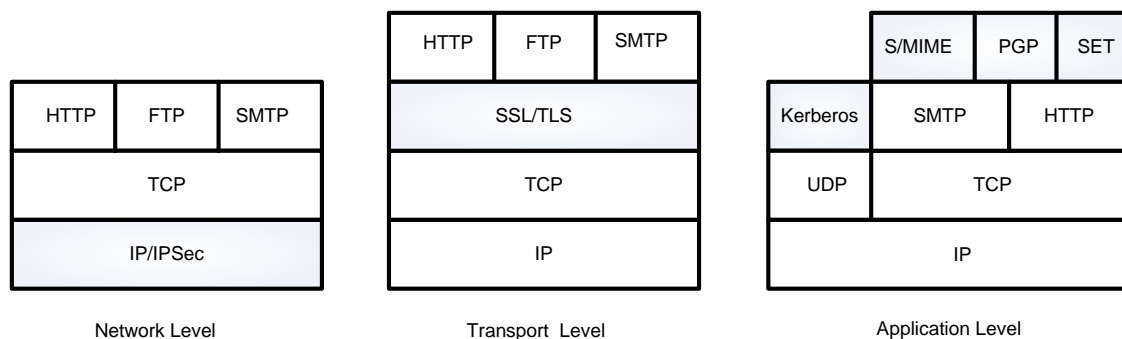 HTTP FTP SMTP
TCP
IP/IPSec
Network Level
HTTP FTP SMTP
SSL/TLS
TCP
IP
Transport Level
S/MIME PGP SET
Kerberos SMTP HTTP
UDP TCP
IP
Application Level